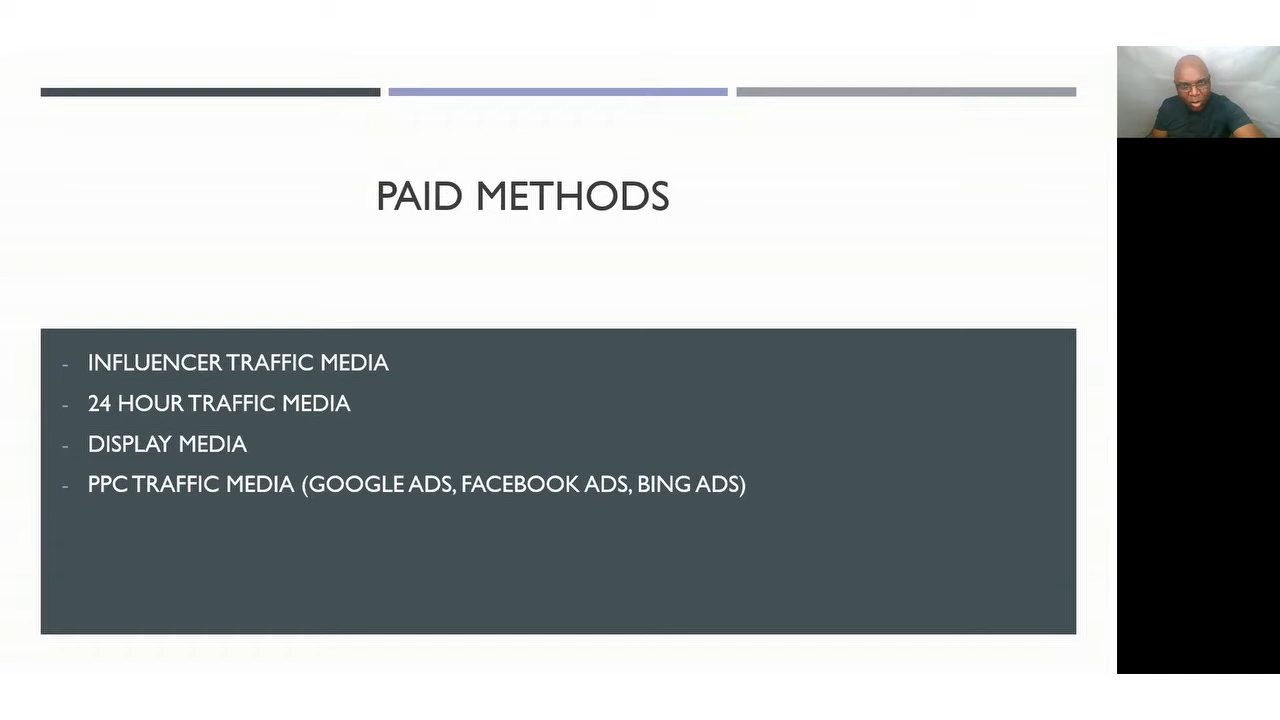 PAID METHODS
- INFLUENCER TRAFFIC MEDIA
- 24 HOUR TRAFFIC MEDIA
- DISPLAY MEDIA
- PPC TRAFFIC MEDIA (GOOGLE ADS, FACEBOOK ADS, BING ADS)